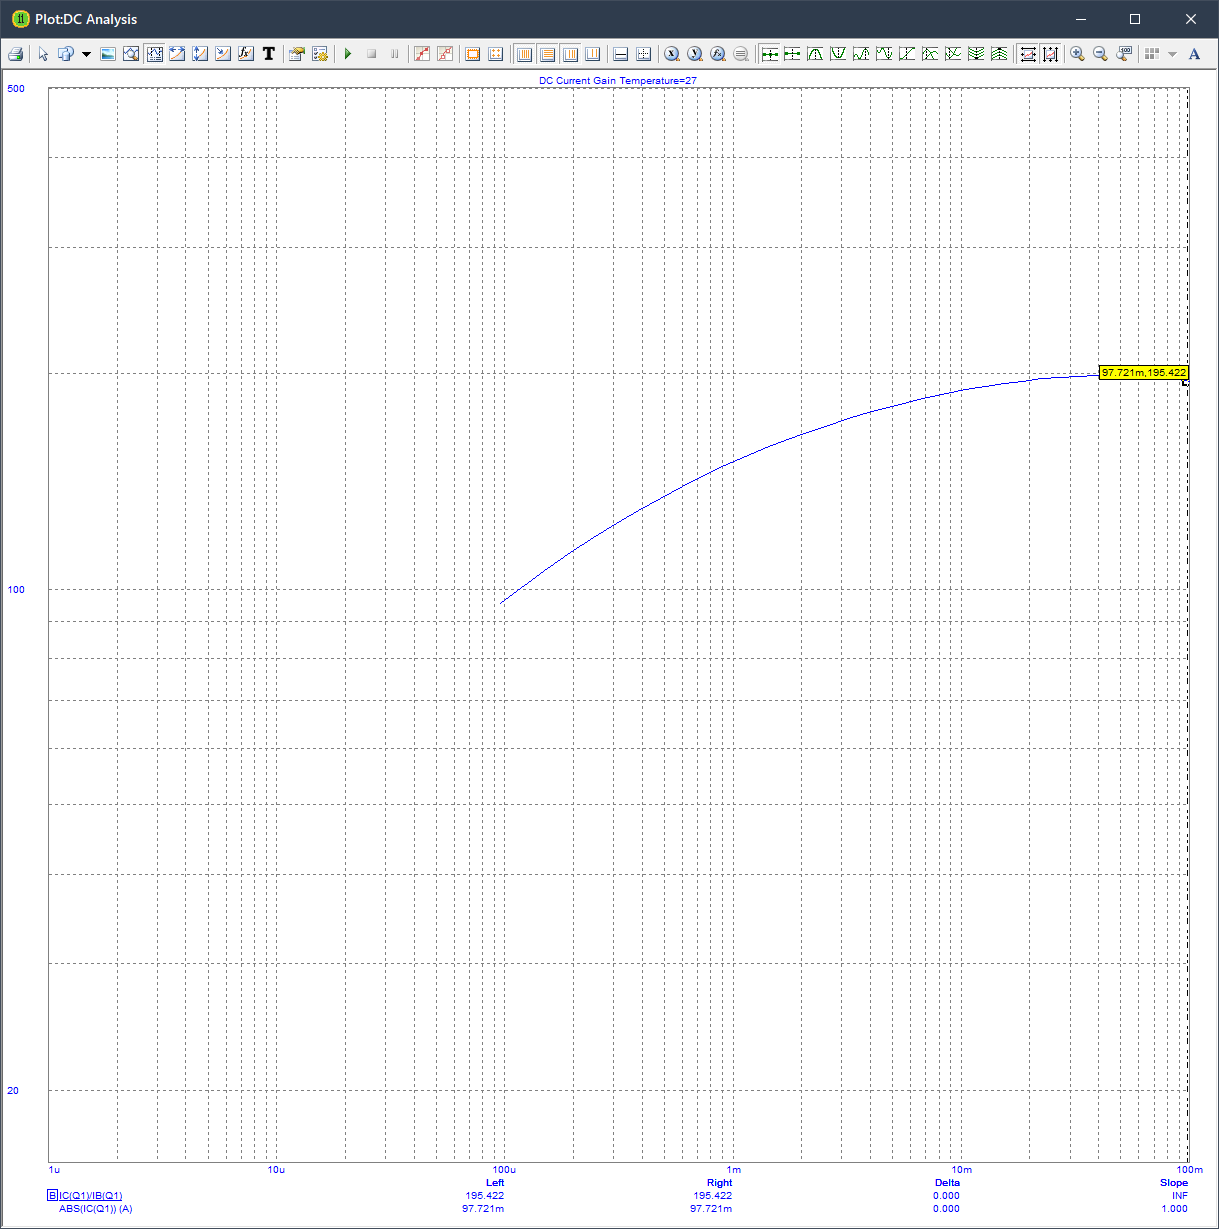 Plot:DC Analysis
DC Current Gain Temperature=27
500
97.721m,195.422
100
20
1u 10u 100u 1m 10m 100m
Left Right Delta Slope
B IC(Q1)/IB(Q1) 195.422 195.422 0.000 INF
ABS(IC(Q1)) (A) 97.721m 97.721m 0.000 1.000